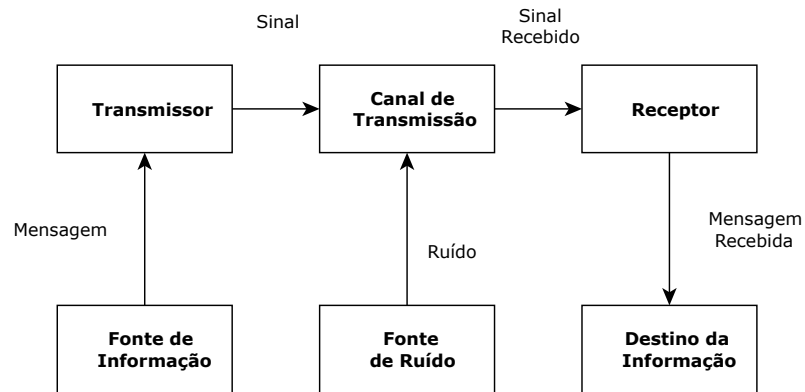 Sinal
Sinal
Recebido
Transmissor
Canal de
Transmissão
Receptor
Mensagem
Ruído
Mensagem
Recebida
Fonte de
Informação
Fonte
de Ruído
Destino da
Informação